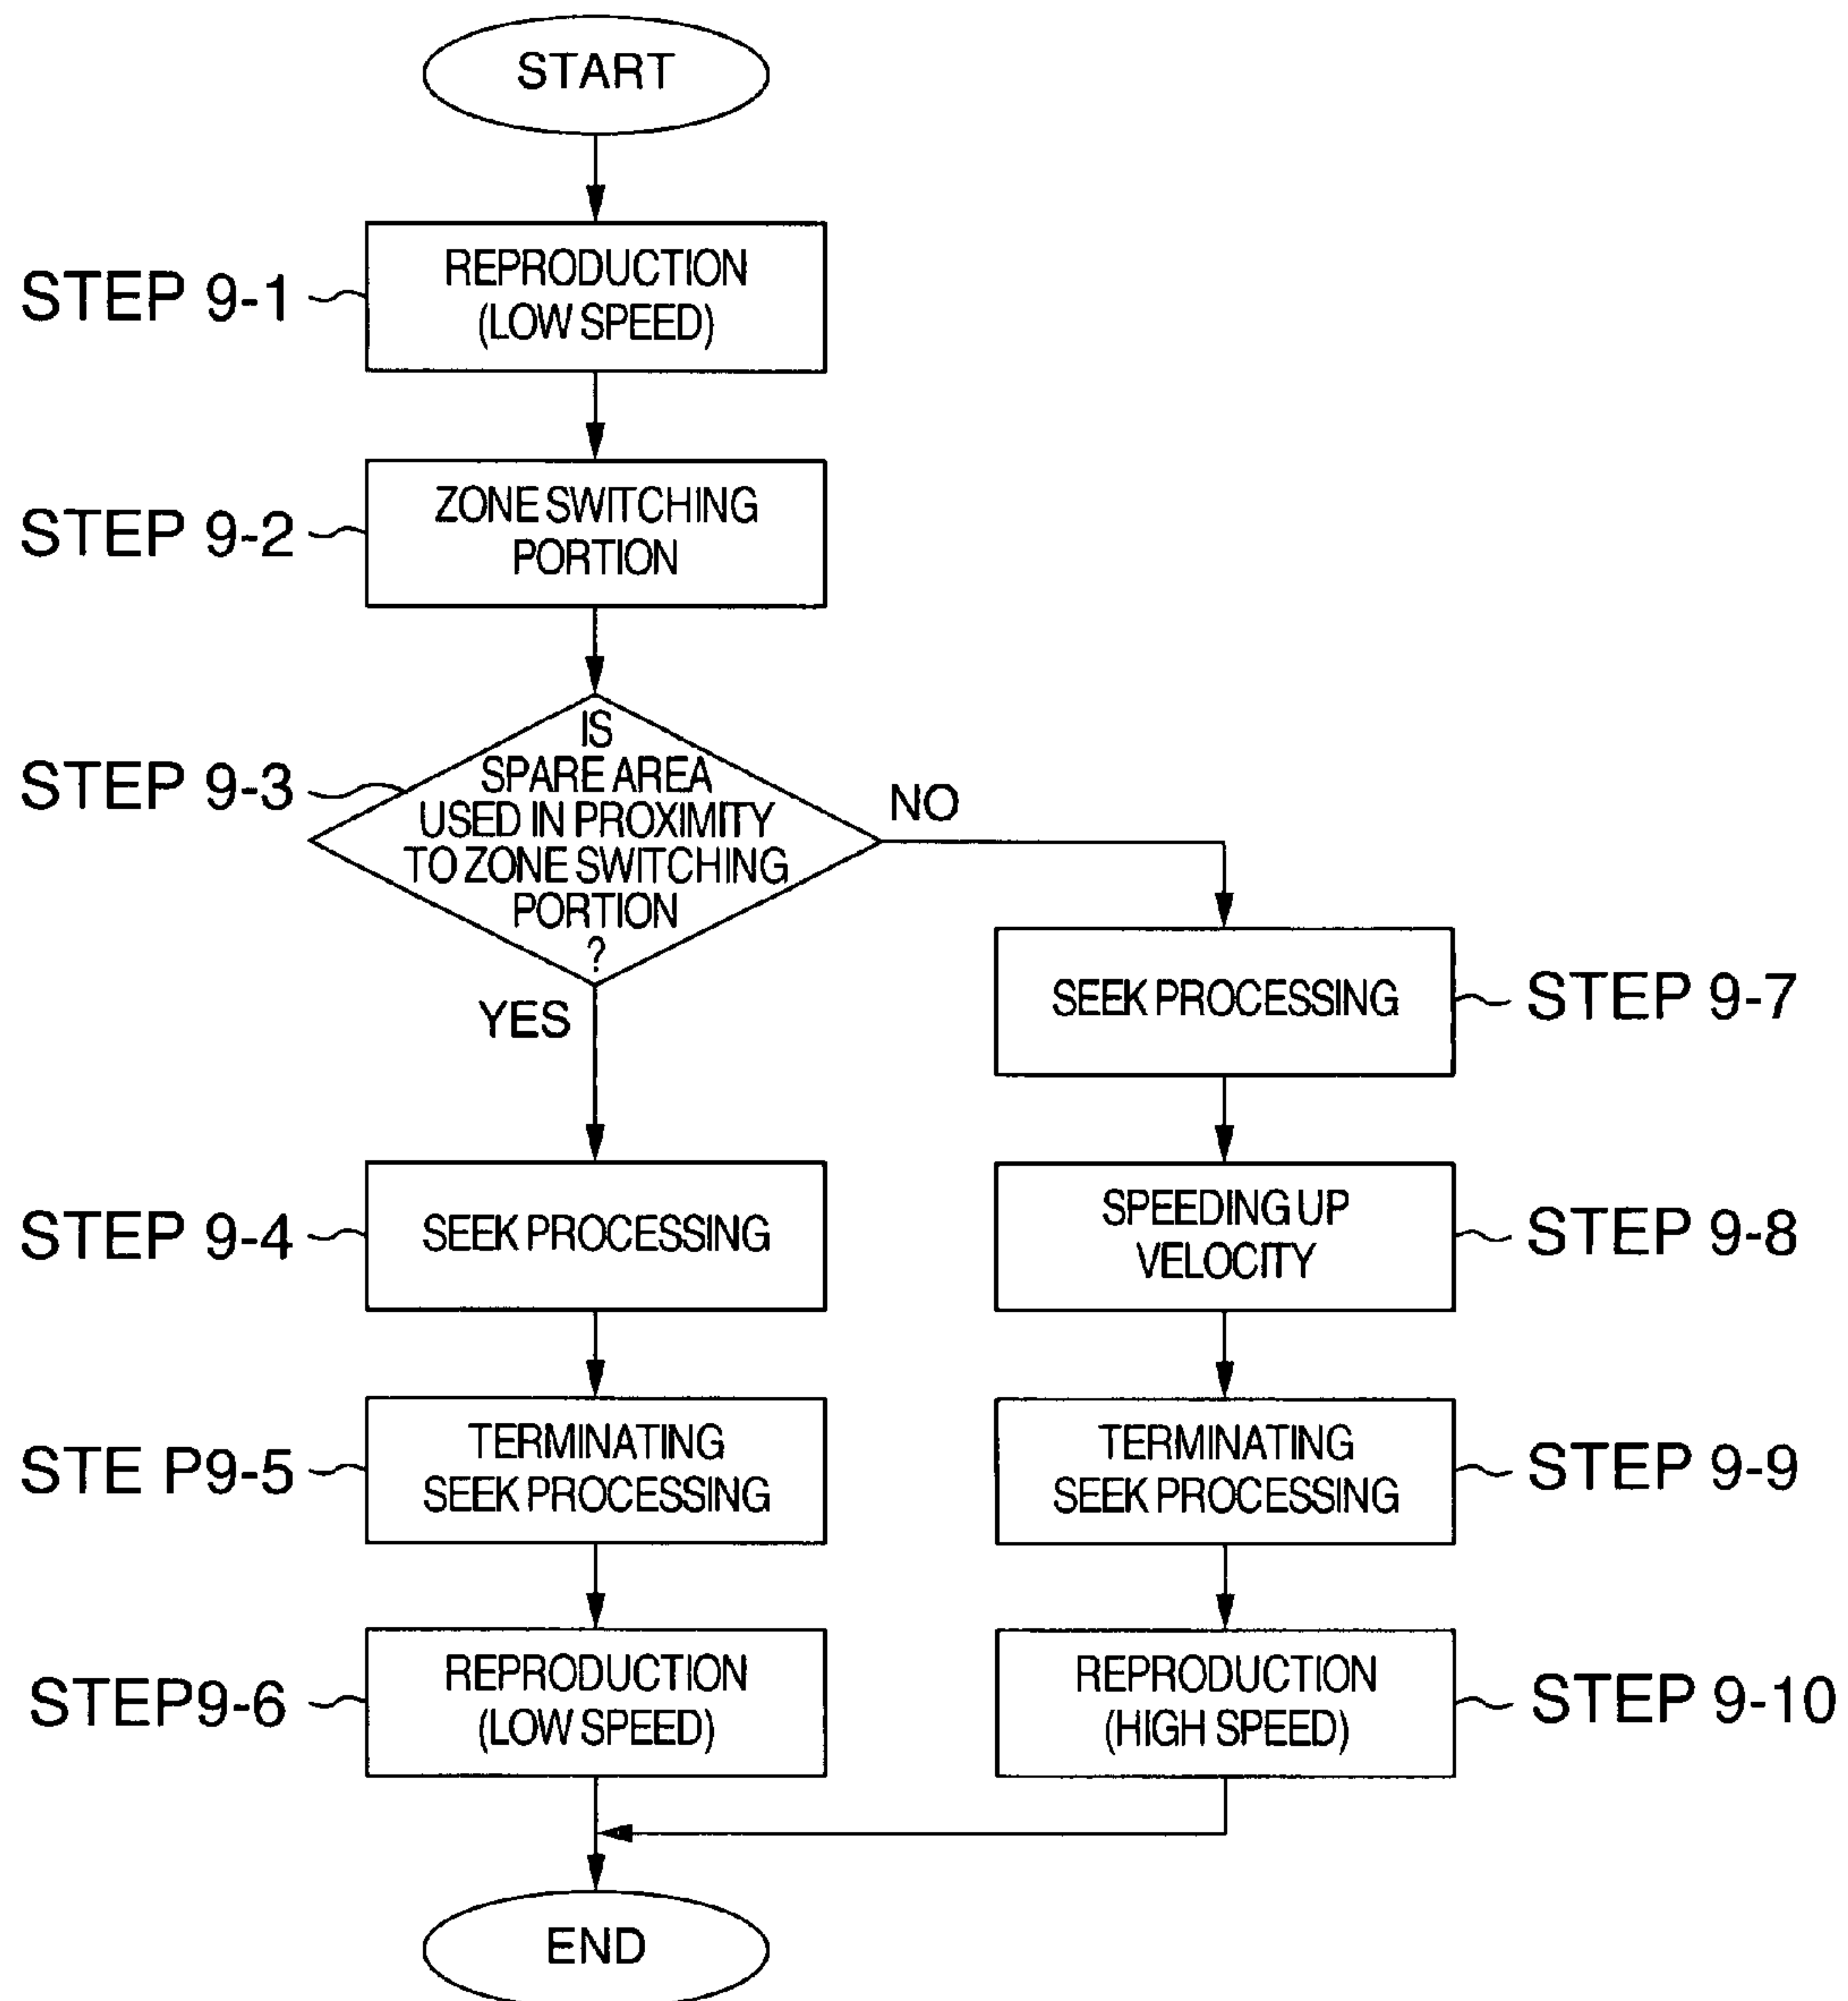 START
STEP 9-1
REPRODUCTION
(LOW SPEED)
STEP 9-2
ZONE SWITCHING
PORTION
STEP 9-3
IS
SPARE AREA
USED IN PROXIMITY
TO ZONE SWITCHING
PORTION
?
NO
YES
SEEK PROCESSING
STEP 9-7
STEP 9-4
SEEK PROCESSING
SPEEDING UP
VELOCITY
STEP 9-8
STE P9-5
TERMINATING
SEEK PROCESSING
TERMINATING
SEEK PROCESSING
STEP 9-9
STEP9-6
REPRODUCTION
(LOW SPEED)
REPRODUCTION
(HIGH SPEED)
STEP 9-10
END